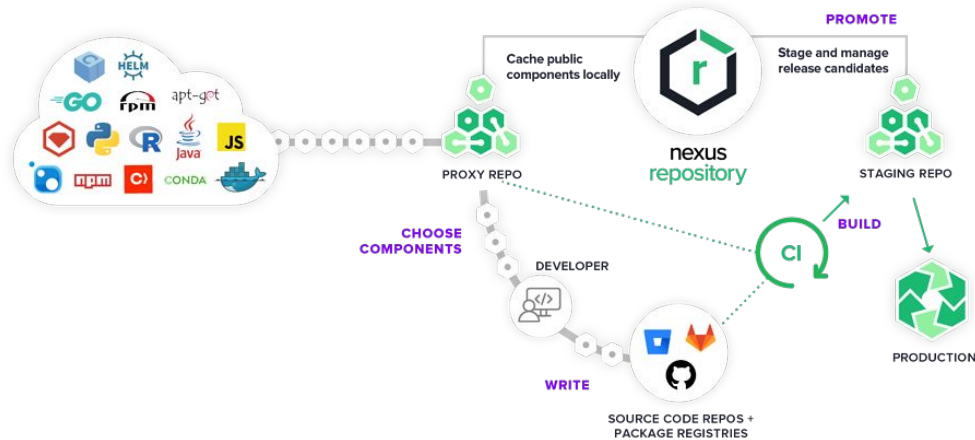 PROMOTE
Cache public
components locally
Stage and manage
release candidates
r
HELM
GO
rpm
apt-get
R
Java
JS
npm
CONDA
nexus
repository
PROXY REPO
STAGING REPO
CHOOSE
COMPONENTS
BUILD
CI
DEVELOPER
</>
WRITE
PRODUCTION
SOURCE CODE REPOS +
PACKAGE REGISTRIES